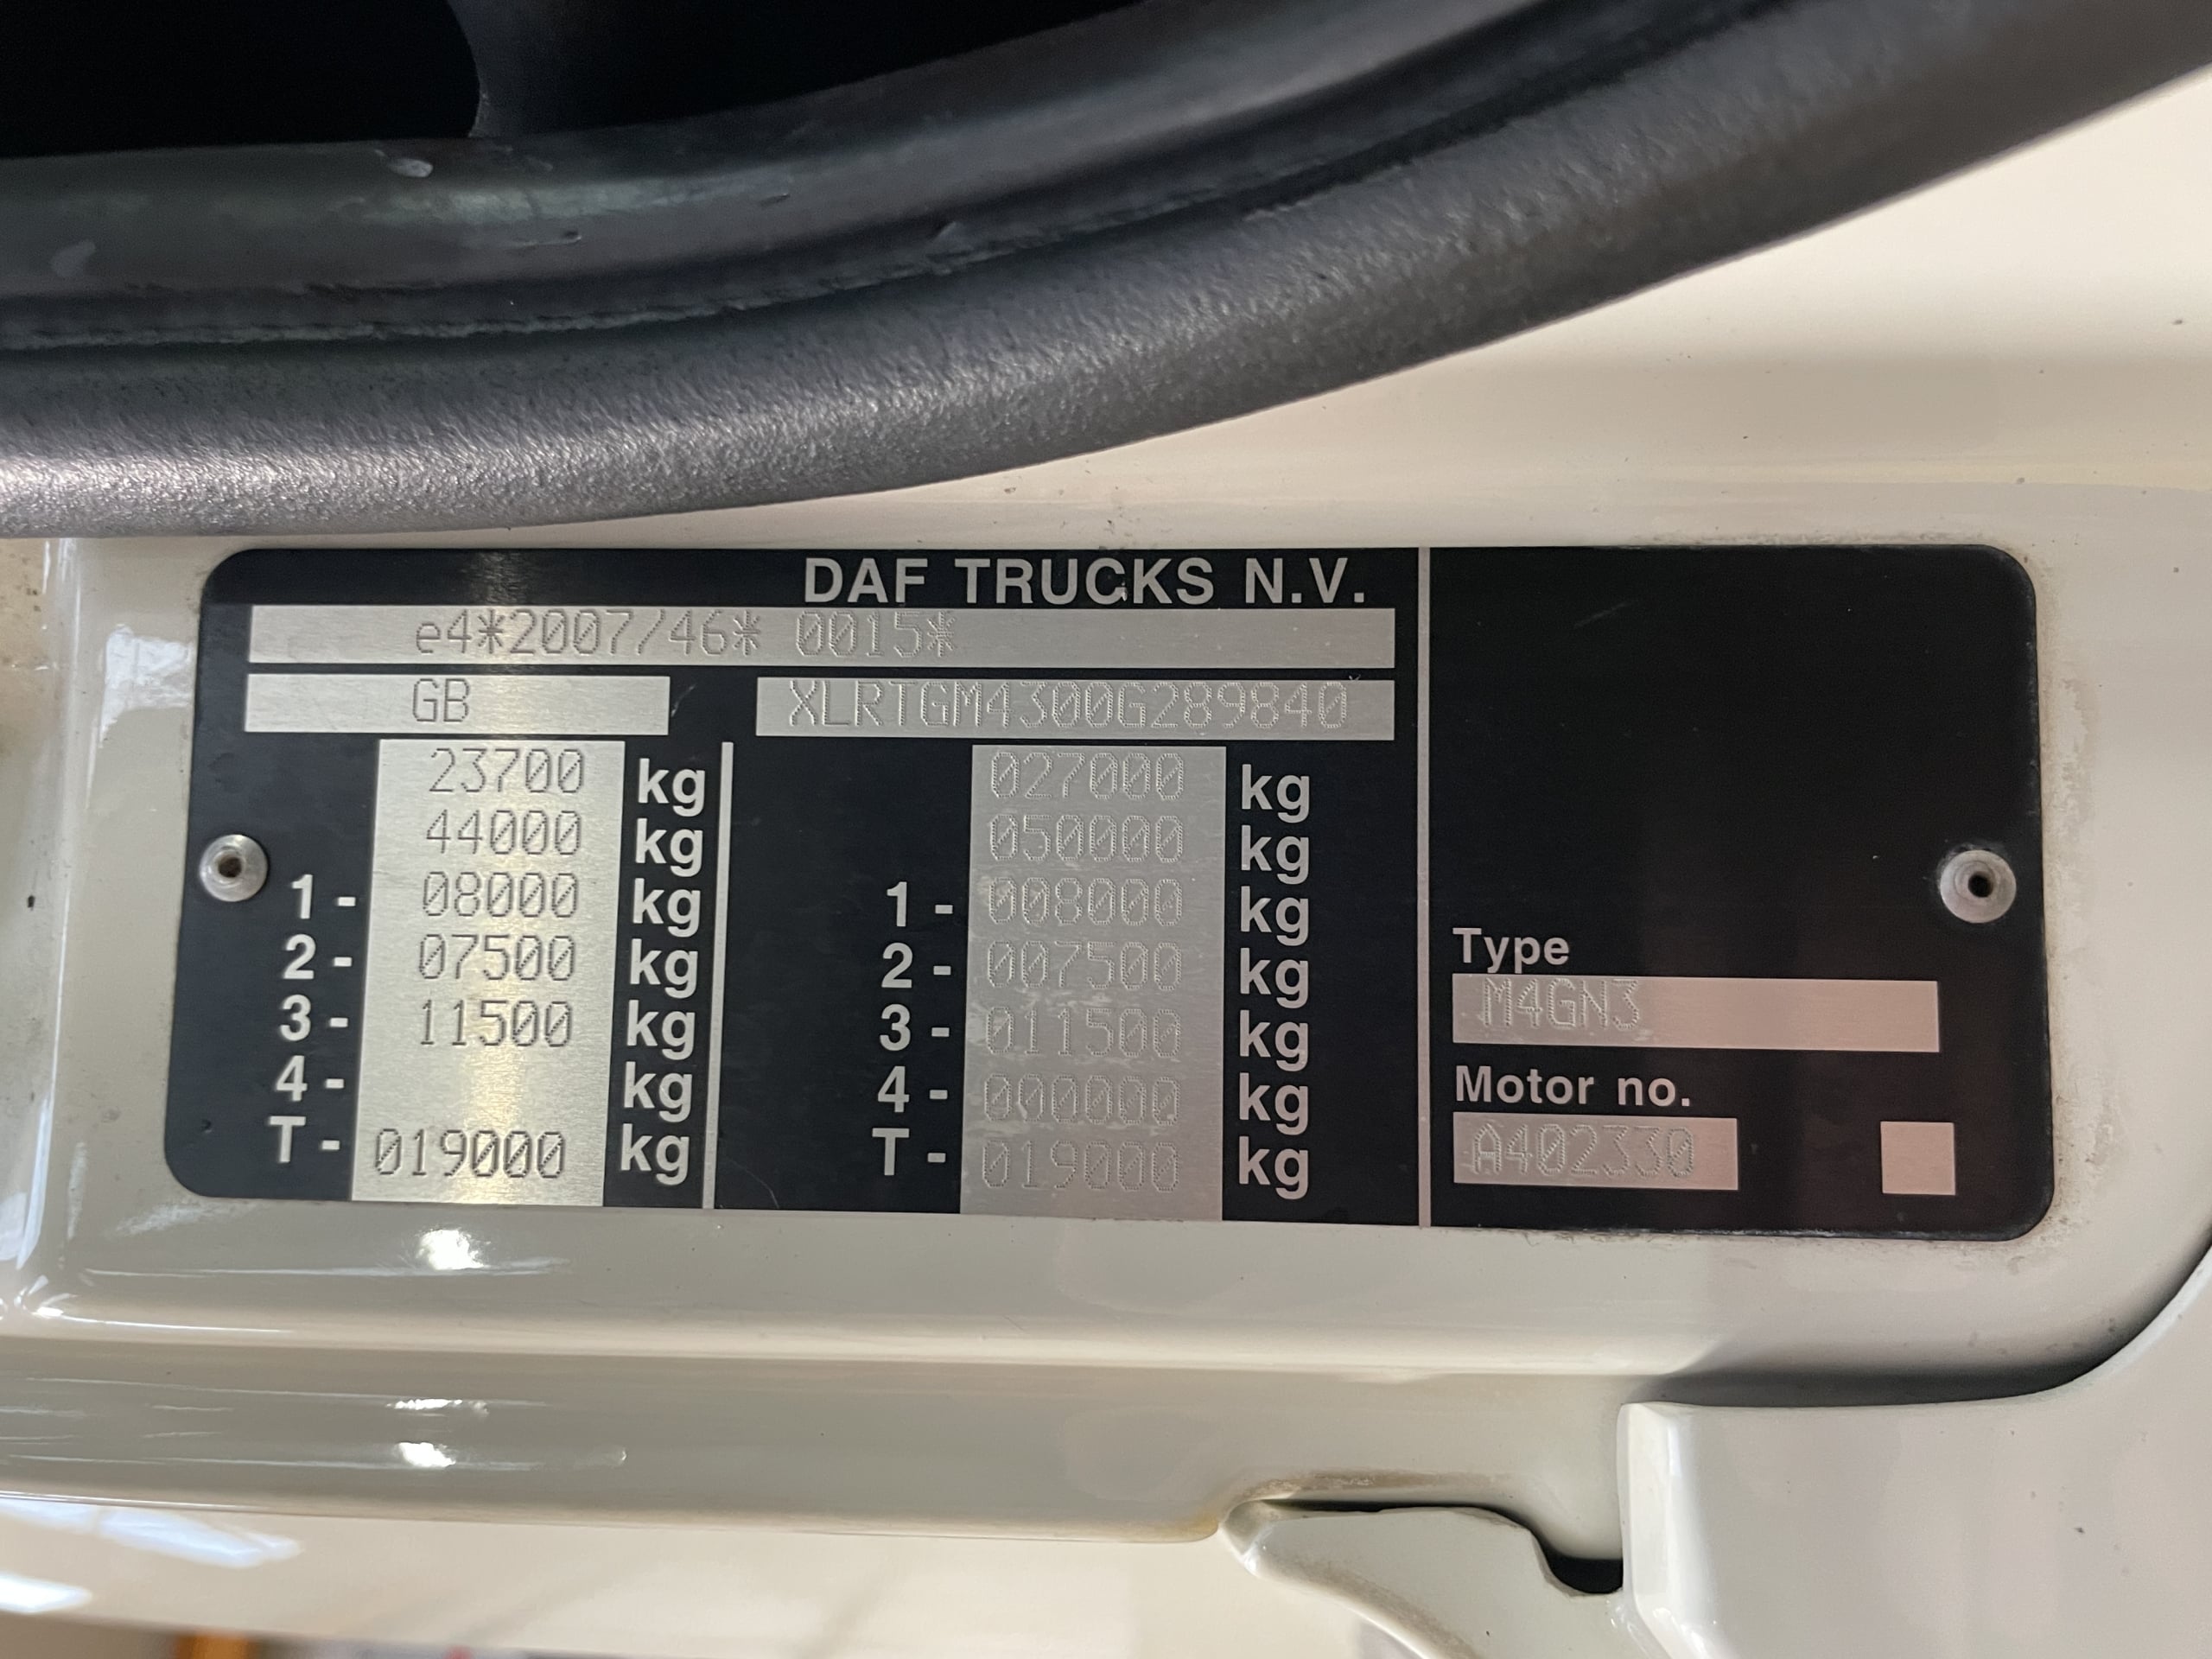 DAF TRUCKS N.V.
e4*2007/46* 0015*
GB XLRTGM4300G289840
23700 kg 027000 kg
44000 kg 050000 kg
1- 08000 kg 1- 008000 kg
2- 07500 kg 2- 007500 kg
3- 11500 kg 3- 011500 kg
4- kg 4- 000000 kg
T- 019000 kg T- 019000 kg
Type
M4GN3
Motor no.
A402330